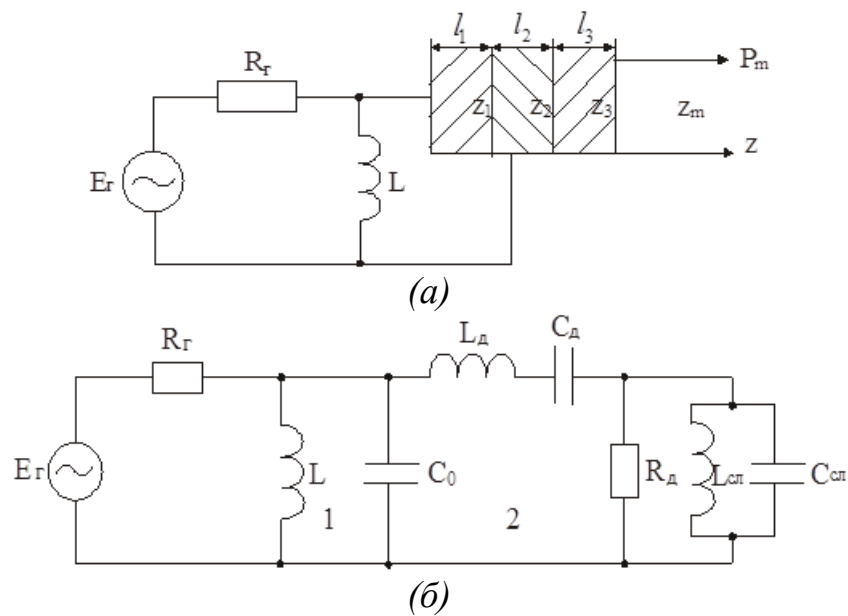 l₁ l₂ l₃
Rг
Pₘ
z₁ z₂ z₃ zₘ
z
Eг
L
(а)
Lд Cд
Rг
Eг
L
C₀
Rд
Lсл
Cсл
1 2
(б)